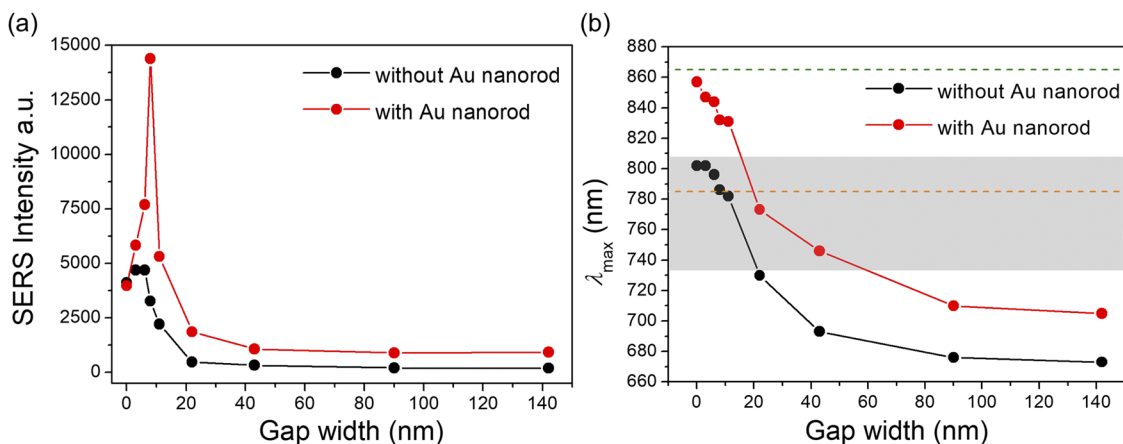 (a)
15000
12500
10000
7500
5000
2500
0
SERS Intensity a.u.
0 20 40 60 80 100 120 140
Gap width (nm)
without Au nanorod
with Au nanorod
(b)
880
860
840
820
800
780
760
740
720
700
680
660
λmax (nm)
0 20 40 60 80 100 120 140
Gap width (nm)
without Au nanorod
with Au nanorod